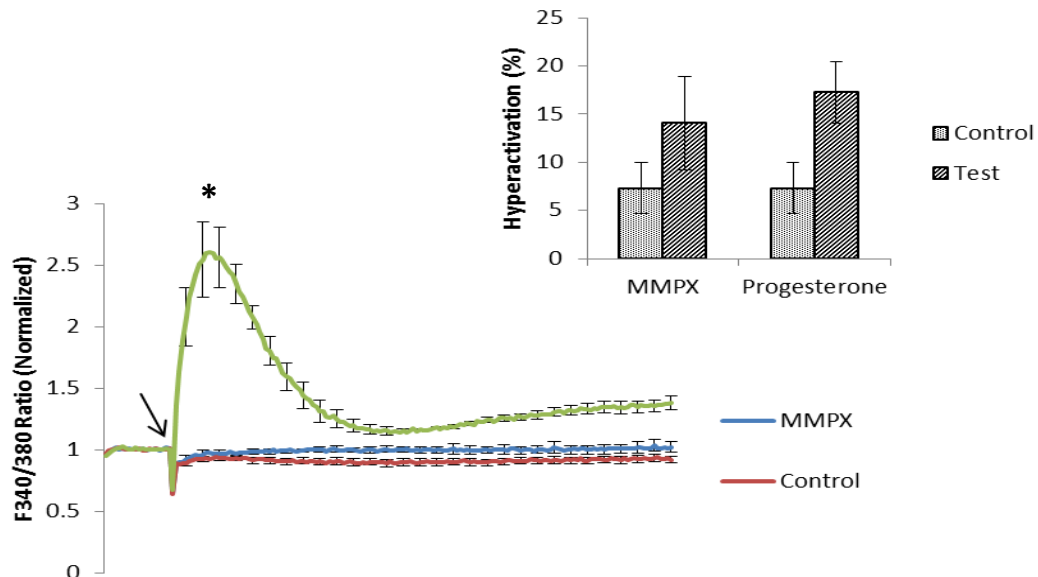 25
20
15
10
5
0
Hyperactivation (%)
MMPX
Progesterone
Control
Test
3
2.5
2
1.5
1
0.5
0
F340/380 Ratio (Normalized)
*
MMPX
Control